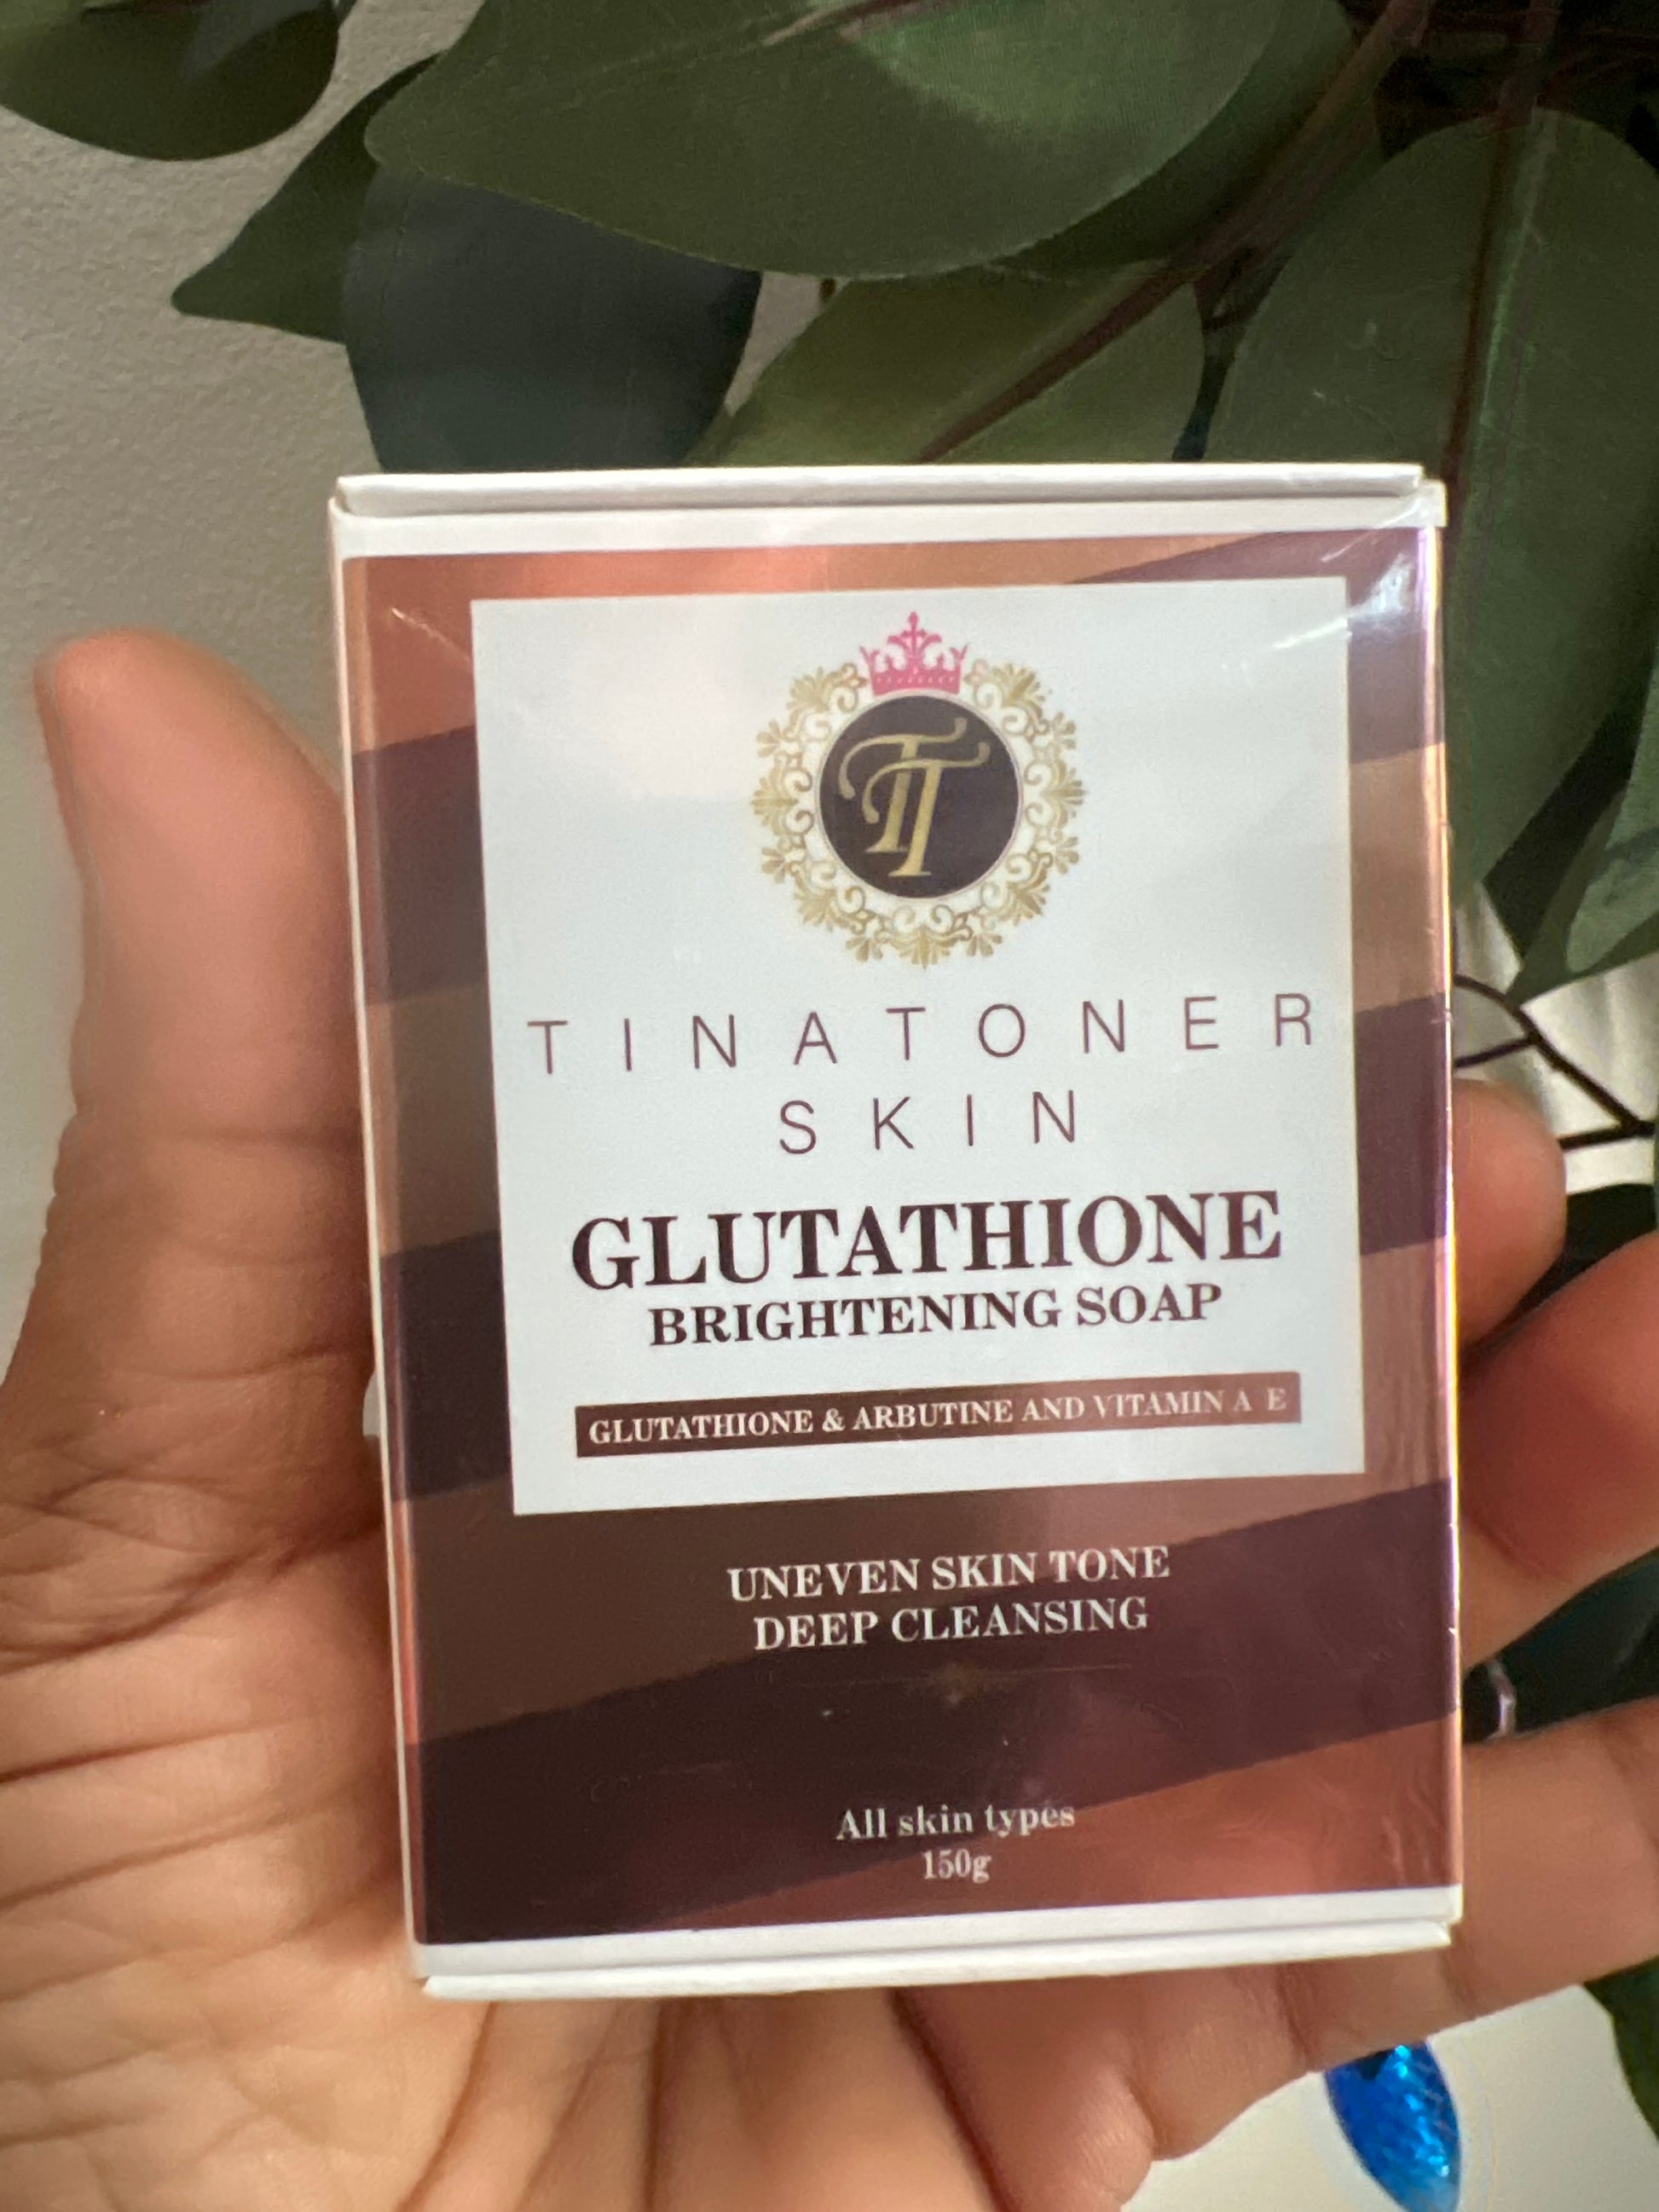 TT
TINATONER
SKIN
GLUTATHIONE
BRIGHTENING SOAP
GLUTATHIONE & ARBUTINE AND VITAMIN A E
UNEVEN SKIN TONE
DEEP CLEANSING
All skin types
150g